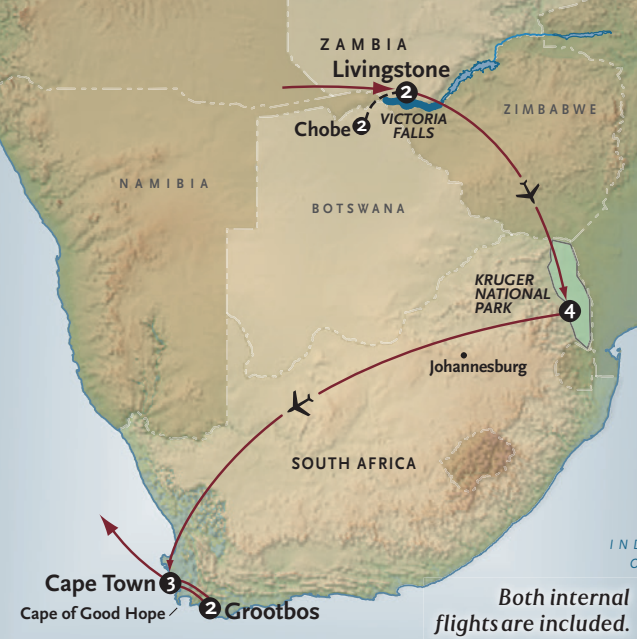 ZAMBIA
Livingstone
2
Chobe 2
VICTORIA
FALLS
ZIMBABWE
NAMIBIA
BOTSWANA
KRUGER
NATIONAL
PARK
4
Johannesburg
SOUTH AFRICA
IND
Cape Town 3
Cape of Good Hope
2 Grootbos
Both internal
flights are included.